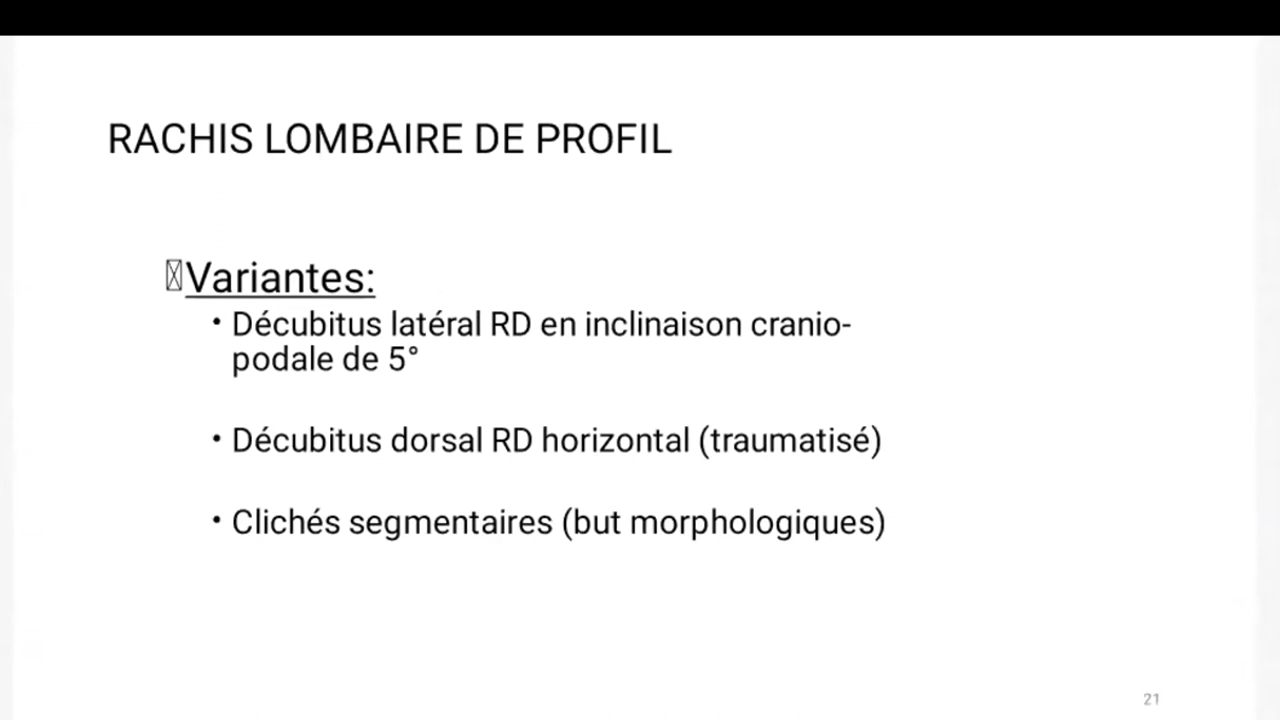 RACHIS LOMBAIRE DE PROFIL
Variantes:
• Décubitus latéral RD en inclinaison cranio-
podale de 5°
• Décubitus dorsal RD horizontal (traumatisé)
• Clichés segmentaires (but morphologiques)
21